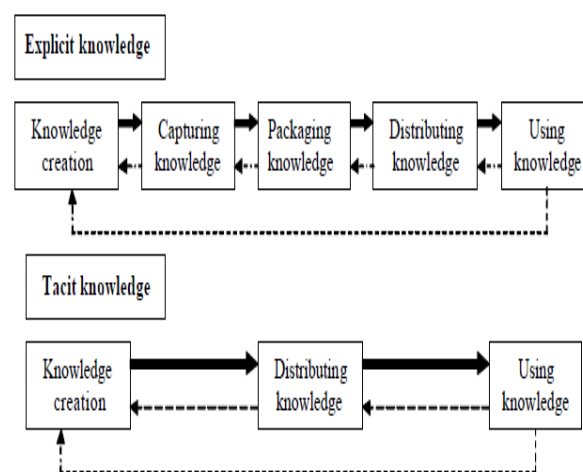 Explicit knowledge
Knowledge
creation
Capturing
knowledge
Packaging
knowledge
Distributing
knowledge
Using
knowledge
Tacit knowledge
Knowledge
creation
Distributing
knowledge
Using
knowledge